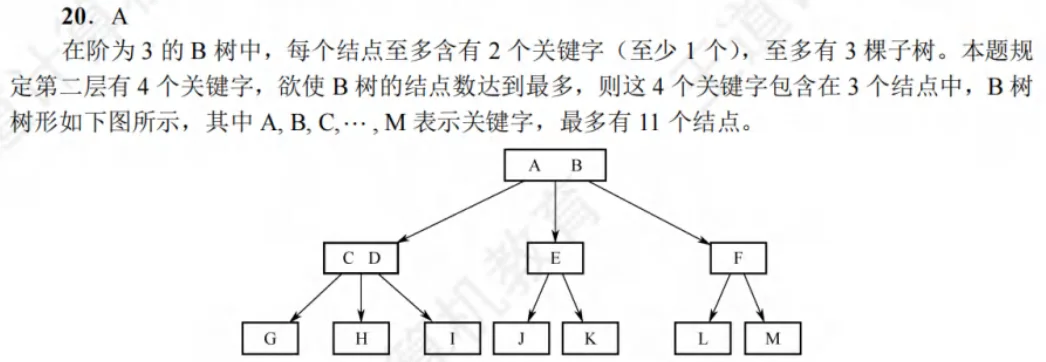 20. A
在阶为 3 的 B 树中，每个结点至多含有 2 个关键字（至少 1 个），至多有 3 棵子树。本题规
定第二层有 4 个关键字，欲使 B 树的结点数达到最多，则这 4 个关键字包含在 3 个结点中，B 树
树形如下图所示，其中 A, B, C,⋯ , M 表示关键字，最多有 11 个结点。
A B
C D E F
G H I J K L M